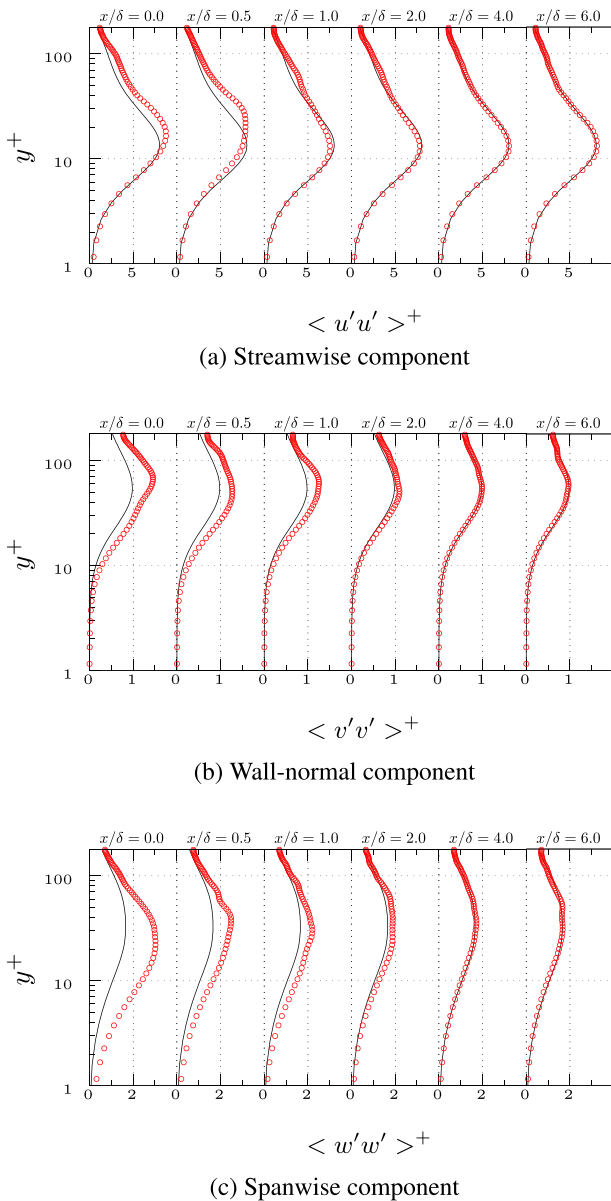 x/δ = 0.0 x/δ = 0.5 x/δ = 1.0 x/δ = 2.0 x/δ = 4.0 x/δ = 6.0
100
y⁺
10
1
0 5 0 5 0 5 0 5 0 5 0 5
< u′u′ >⁺
(a) Streamwise component
x/δ = 0.0 x/δ = 0.5 x/δ = 1.0 x/δ = 2.0 x/δ = 4.0 x/δ = 6.0
100
y⁺
10
1
0 1 0 1 0 1 0 1 0 1 0 1
< v′v′ >⁺
(b) Wall-normal component
x/δ = 0.0 x/δ = 0.5 x/δ = 1.0 x/δ = 2.0 x/δ = 4.0 x/δ = 6.0
100
y⁺
10
1
0 2 0 2 0 2 0 2 0 2 0 2
< w′w′ >⁺
(c) Spanwise component